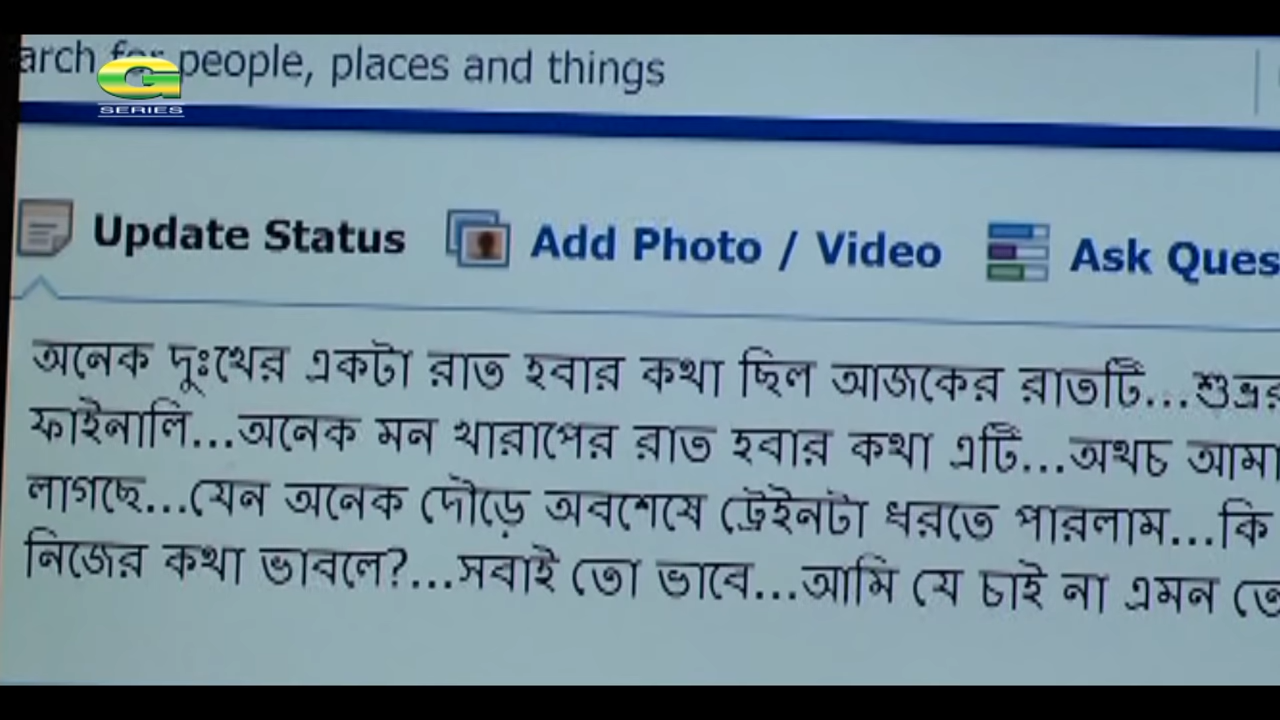 arch for people, places and things
G SERIES
Update Status Add Photo / Video Ask Ques
অনেক দুঃখের একটা রাত হবার কথা ছিল আজকের রাতটি...শুভ্রর
ফাইনালি...অনেক মন খারাপের রাত হবার কথা এটি...অথচ আমা
লাগছে...যেন অনেক দৌড়ে অবশেষে ট্রেইনটা ধরতে পারলাম...কি
নিজের কথা ভাবলে?...সবাই তো ভাবে...আমি যে চাই না এমন তো